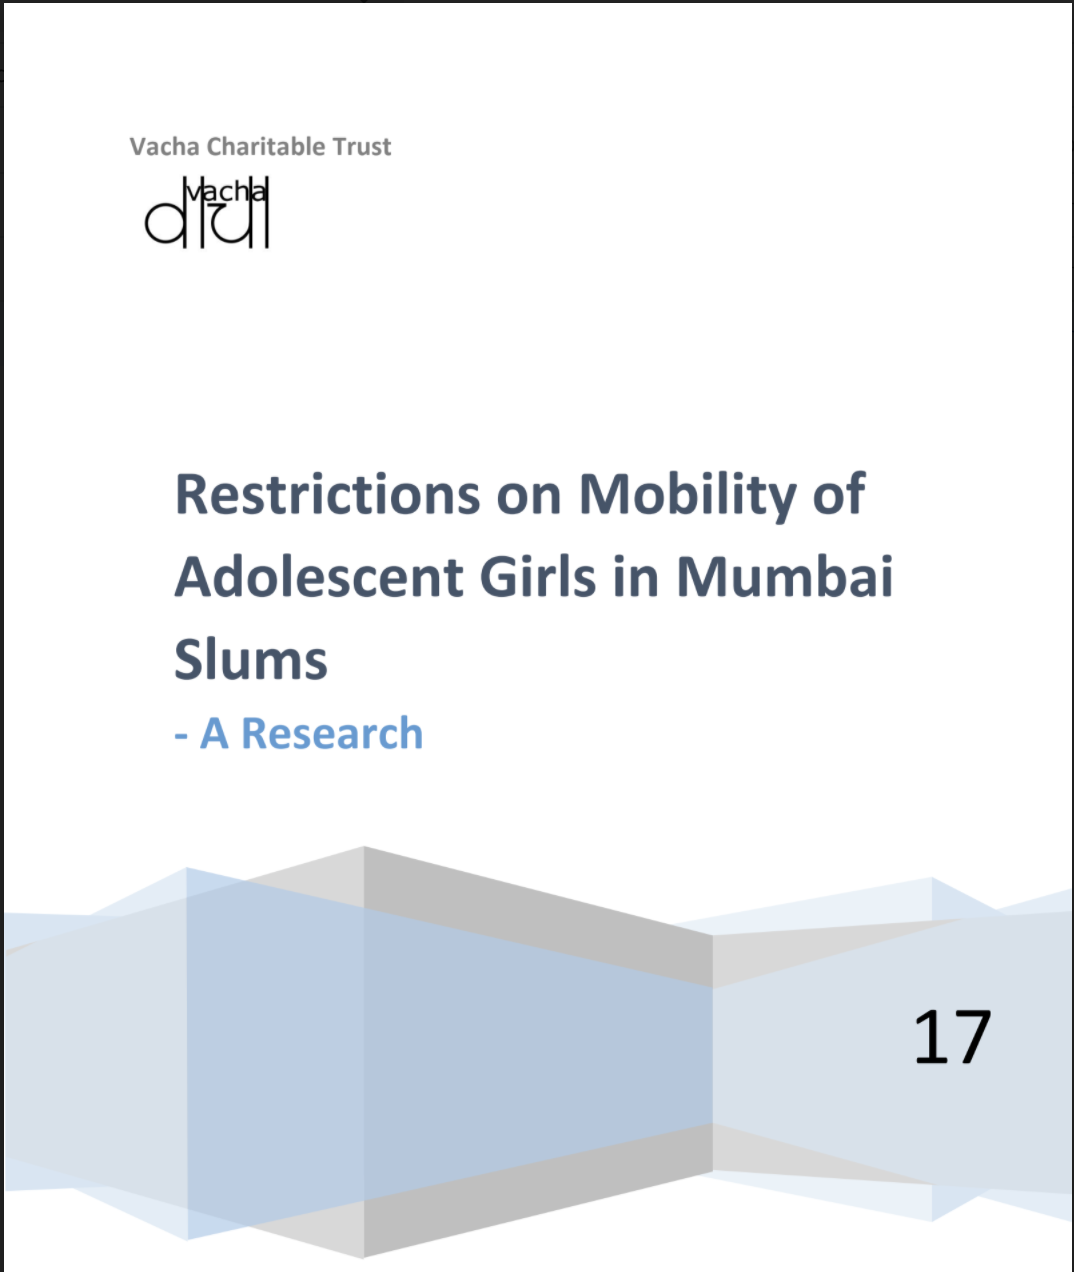 Vacha Charitable Trust
vacha
वाचा
Restrictions on Mobility of
Adolescent Girls in Mumbai
Slums
- A Research
17